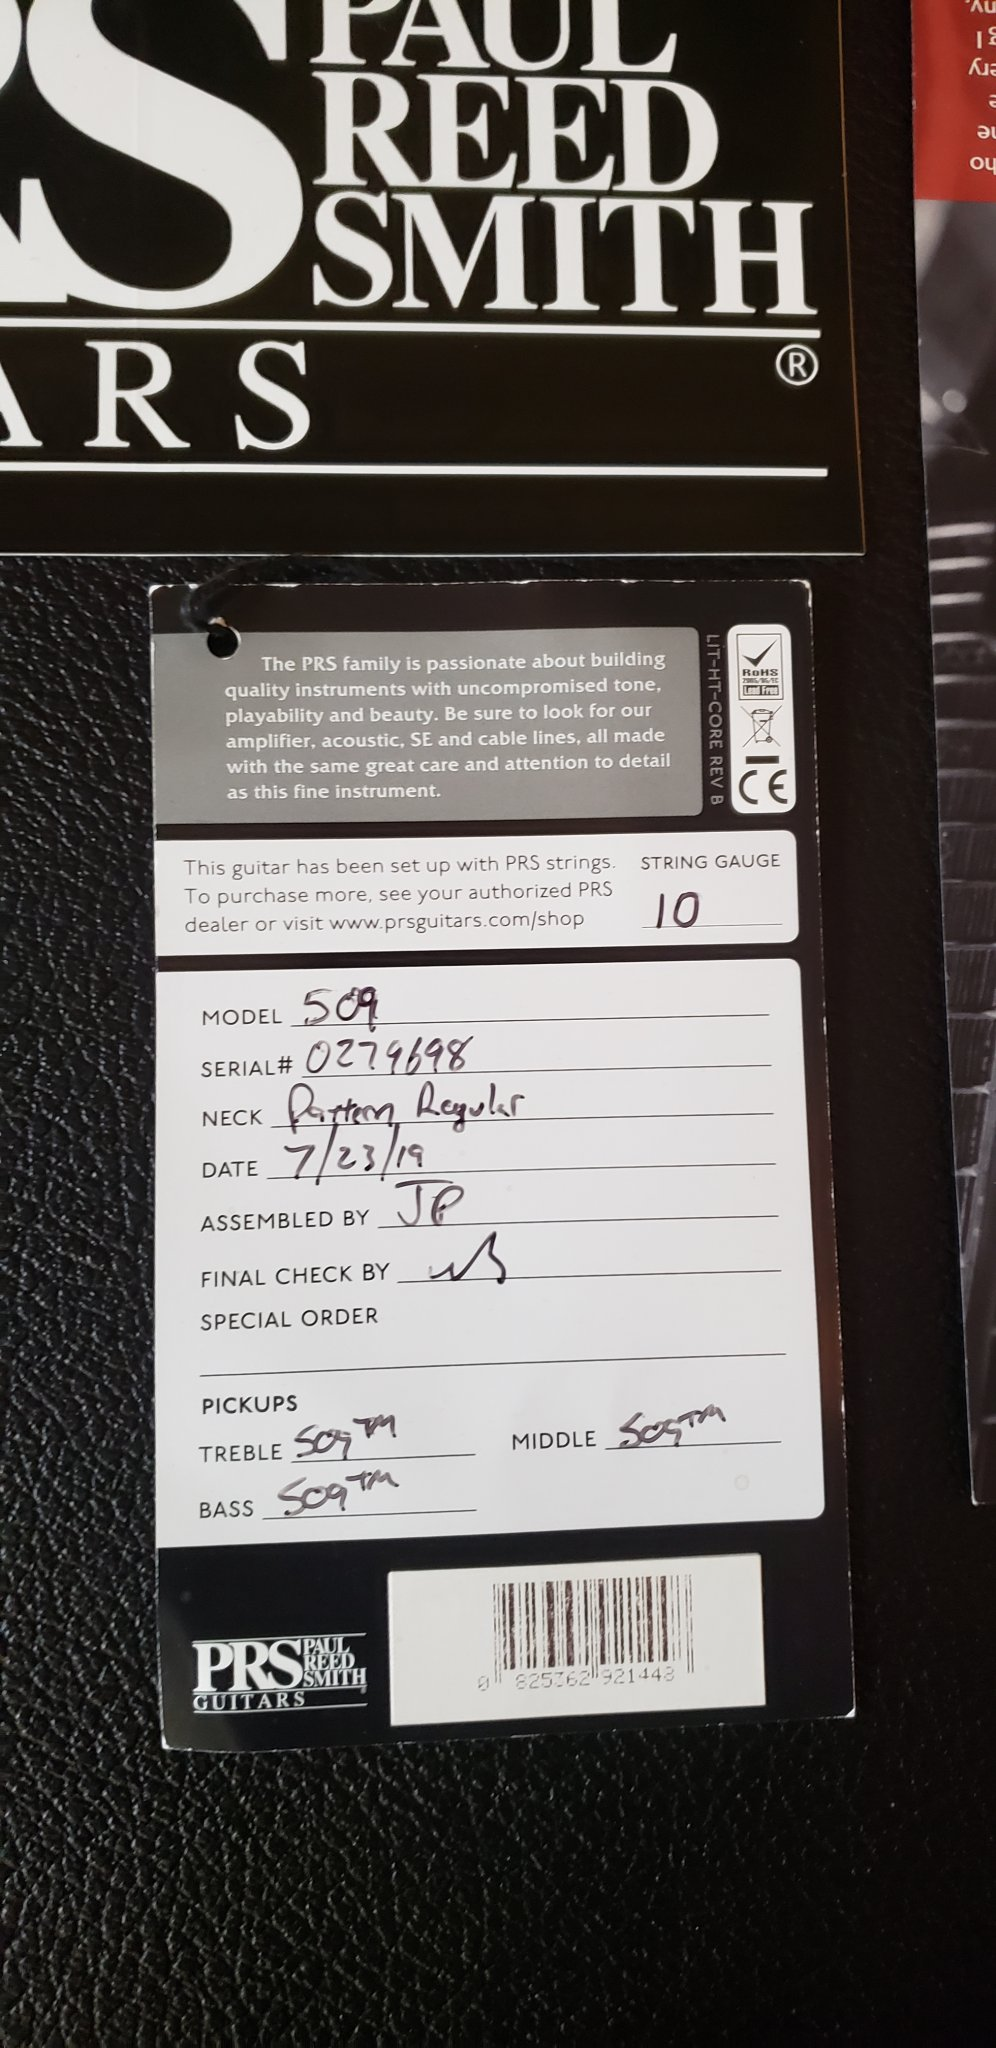 PAUL
REED
SMITH
ARS
®
The PRS family is passionate about building
quality instruments with uncompromised tone,
playability and beauty. Be sure to look for our
amplifier, acoustic, SE and cable lines, all made
with the same great care and attention to detail
as this fine instrument.
LIT-HT-CORE REV B
RoHS
2005/95/EC
Lead Free
CE
This guitar has been set up with PRS strings.
To purchase more, see your authorized PRS
dealer or visit www.prsguitars.com/shop
STRING GAUGE
10
MODEL 509
SERIAL# 0279698
NECK Pattern Regular
DATE 7/23/19
ASSEMBLED BY JP
FINAL CHECK BY
SPECIAL ORDER
PICKUPS
TREBLE 509™ MIDDLE 509™
BASS 509™
PRS PAUL REED SMITH
GUITARS
0 825362 921448